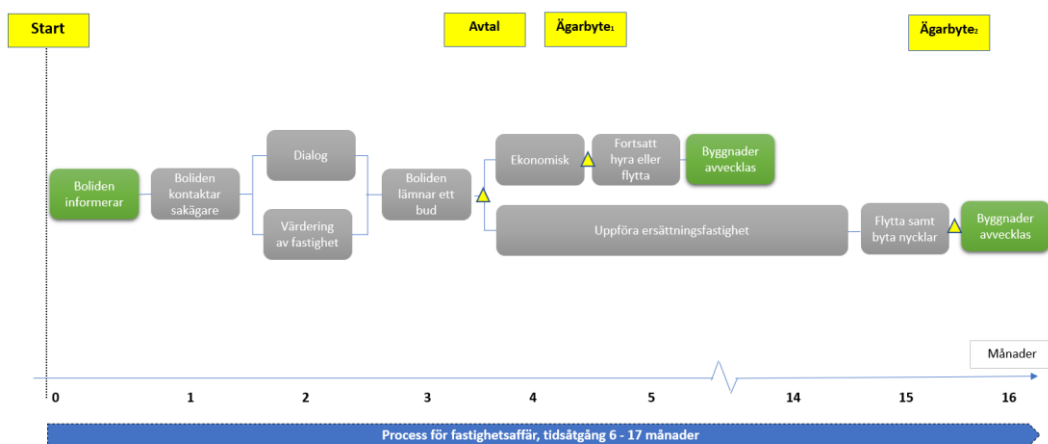 Start
Avtal
Ägarbyte1
Ägarbyte2
Boliden
informerar
Boliden
kontaktar
sakägare
Dialog
Värdering
av fastighet
Boliden
lämnar ett
bud
Ekonomisk
Fortsatt
hyra eller
flytta
Byggnader
avvecklas
Uppföra ersättningsfastighet
Flytta samt
byta nycklar
Byggnader
avvecklas
Månader
0 1 2 3 4 5 14 15 16
Process för fastighetsaffär, tidsåtgång 6 - 17 månader